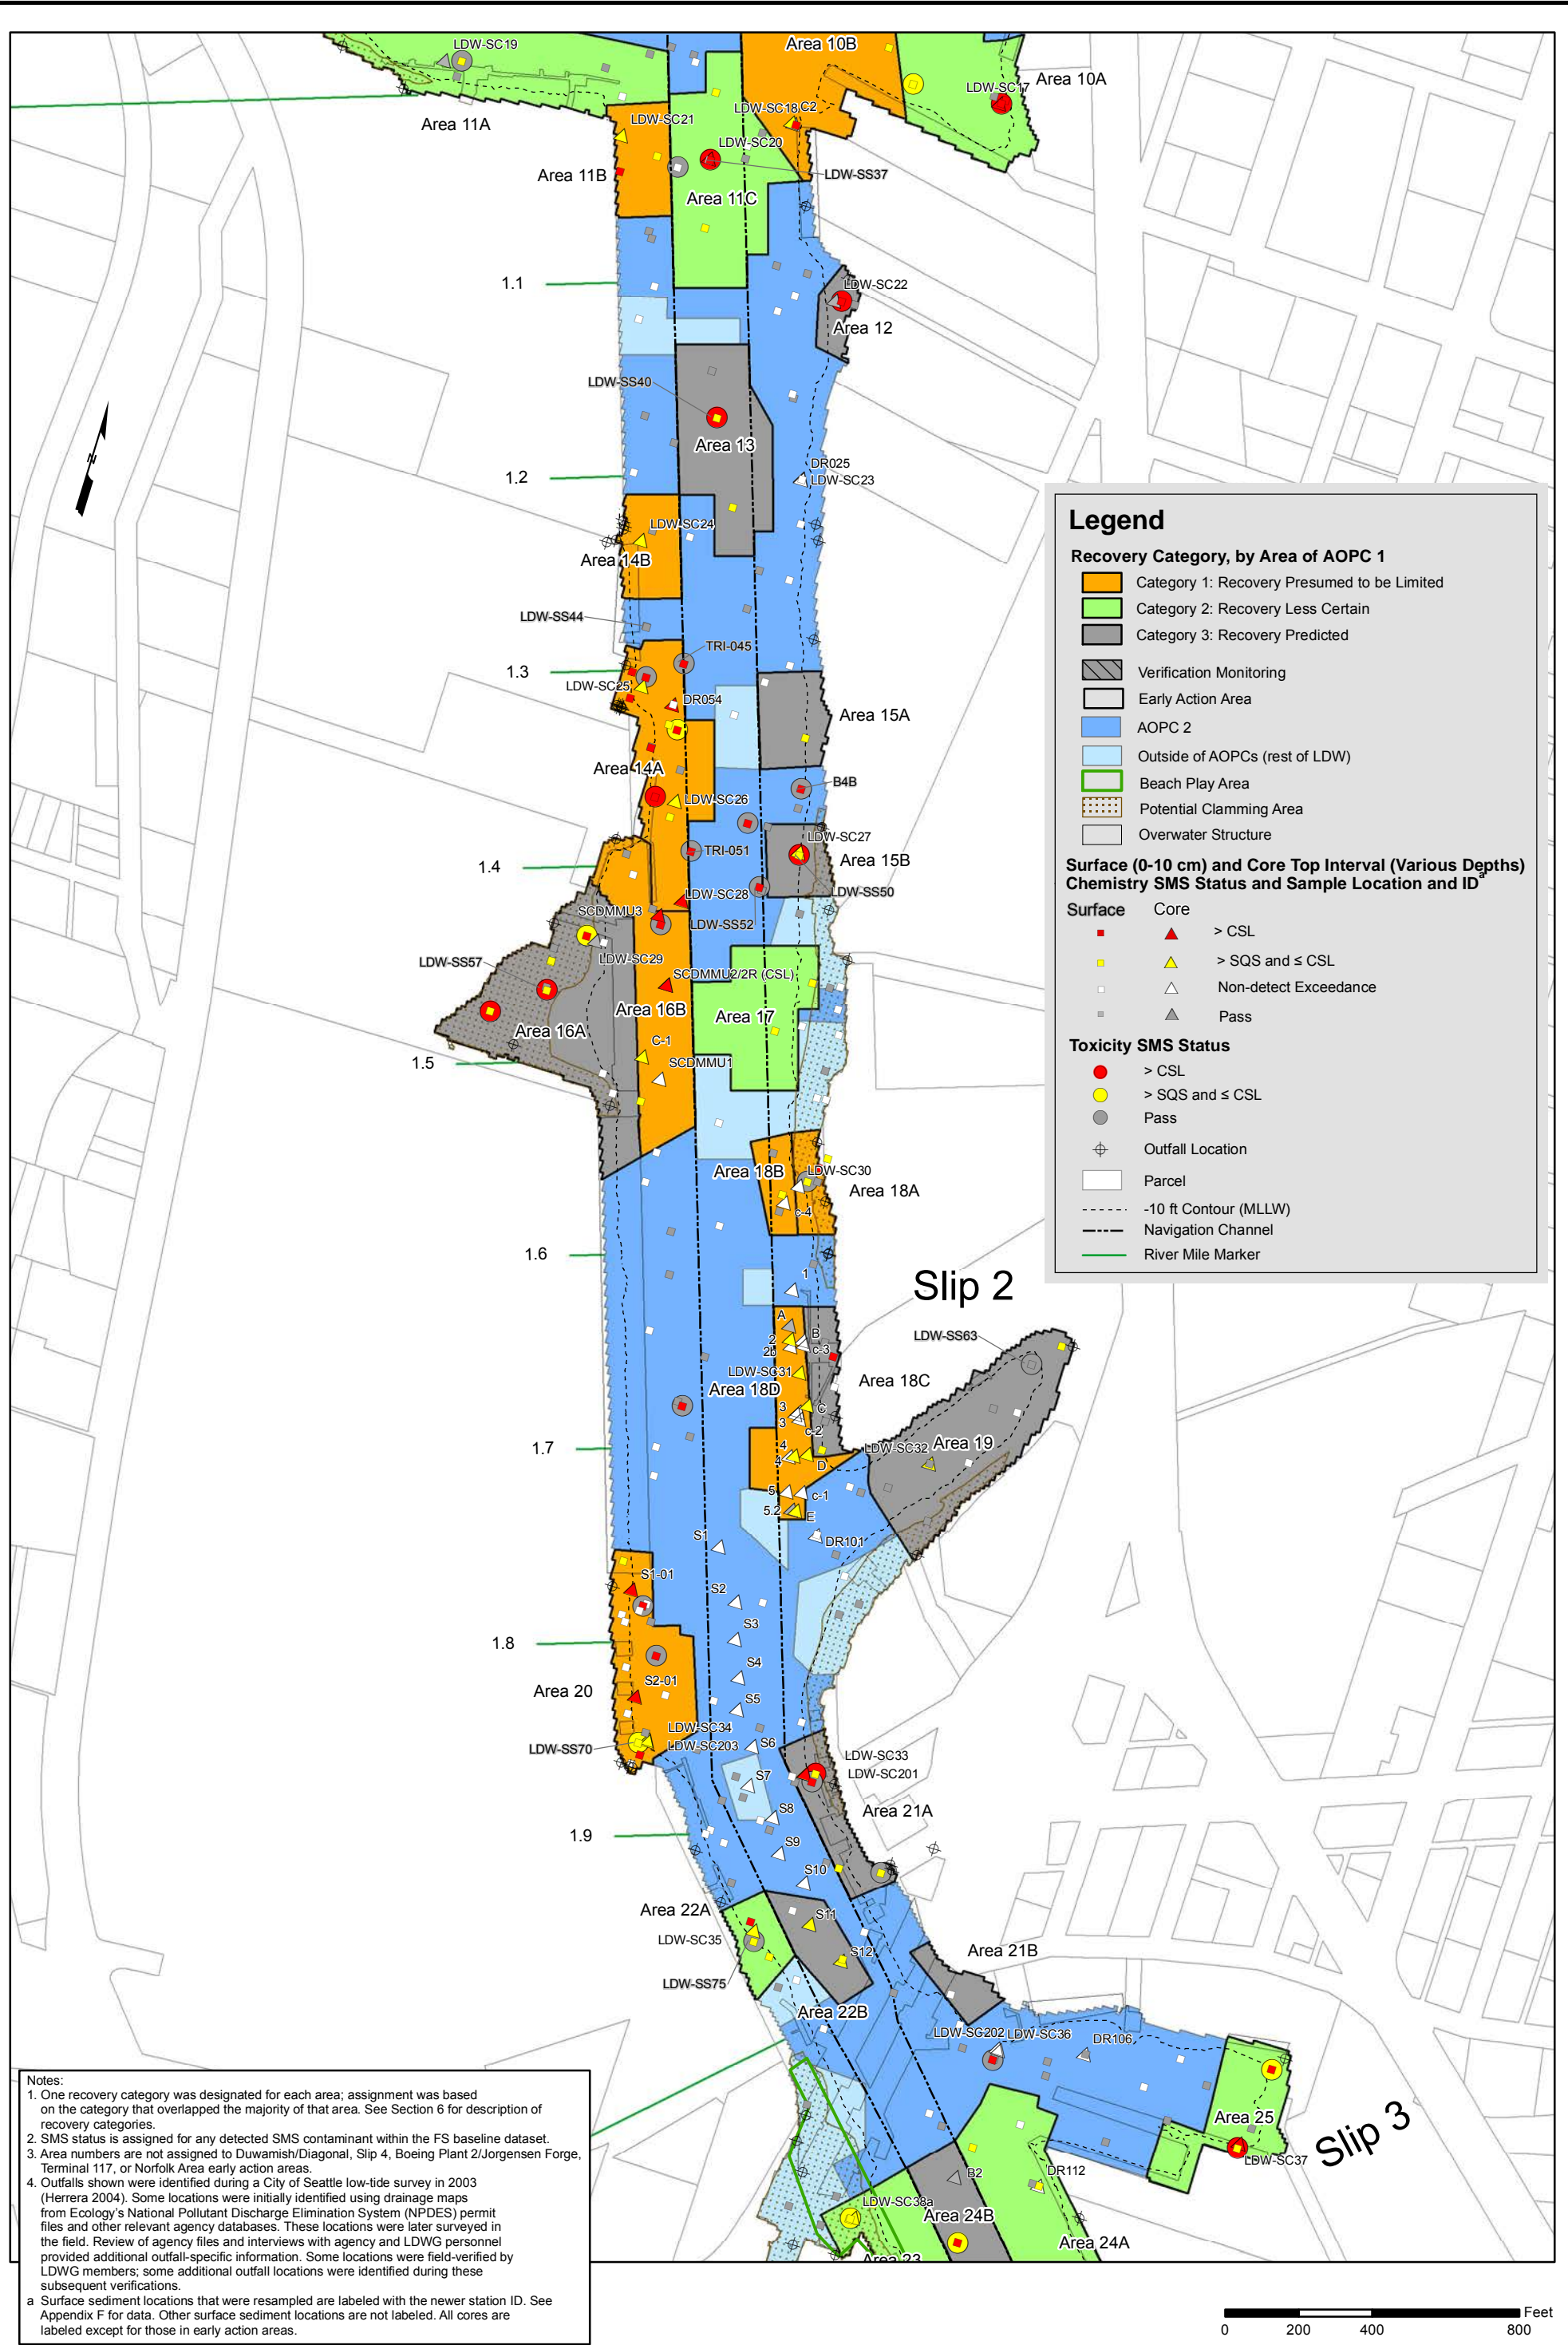 LDW-SC19
Area 10B
Area 10A
LDW-SC17
LDW-SC18 C2
LDW-SC21
Area 11A
LDW-SC20
Area 11B
LDW-SS37
Area 11C
1.1
LDW-SC22
Area 12
LDW-SS40
Area 13
N
1.2
DR025
LDW-SC23
LDW-SC24
Area 14B
LDW-SS44
TRI-045
1.3
LDW-SC25
DR054
Area 15A
Area 14A
B4B
LDW-SC26
LDW-SC27
TRI-051
Area 15B
1.4
LDW-SC28
LDW-SS50
SCDMMU3
LDW-SS52
LDW-SC29
LDW-SS57
SCDMMU2/2R (CSL)
Area 16B
Area 17
Area 16A
C-1
1.5
SCDMMU1
Area 18B
LDW-SC30
Area 18A
c-4
1.6
1
Slip 2
A
B
2
2b
c-3
LDW-SS63
LDW-SC31
Area 18D
Area 18C
3
C
3
c-2
1.7
4
4
D
LDW-SC32
Area 19
5
c-1
5.2
E
S1
DR101
S1-01
S2
S3
1.8
S4
S2-01
Area 20
S5
LDW-SC34
LDW-SS70
LDW-SC203
S6
LDW-SC33
LDW-SC201
S7
Area 21A
S8
1.9
S9
S10
Area 22A
S11
LDW-SC35
S12
Area 21B
LDW-SS75
Area 22B
LDW-SC202
LDW-SC36
DR106
Area 25
Slip 3
LDW-SC37
B2
DR112
LDW-SC38a
Area 24B
Area 24A
Area 23
Legend
Recovery Category, by Area of AOPC 1
Category 1: Recovery Presumed to be Limited
Category 2: Recovery Less Certain
Category 3: Recovery Predicted
Verification Monitoring
Early Action Area
AOPC 2
Outside of AOPCs (rest of LDW)
Beach Play Area
Potential Clamming Area
Overwater Structure
Surface (0-10 cm) and Core Top Interval (Various Depths)
Chemistry SMS Status and Sample Location and ID a
Surface Core
> CSL
> SQS and ≤ CSL
Non-detect Exceedance
Pass
Toxicity SMS Status
> CSL
> SQS and ≤ CSL
Pass
Outfall Location
Parcel
-10 ft Contour (MLLW)
Navigation Channel
River Mile Marker
Notes:
1. One recovery category was designated for each area; assignment was based
on the category that overlapped the majority of that area. See Section 6 for description of
recovery categories.
2. SMS status is assigned for any detected SMS contaminant within the FS baseline dataset.
3. Area numbers are not assigned to Duwamish/Diagonal, Slip 4, Boeing Plant 2/Jorgensen Forge,
Terminal 117, or Norfolk Area early action areas.
4. Outfalls shown were identified during a City of Seattle low-tide survey in 2003
(Herrera 2004). Some locations were initially identified using drainage maps
from Ecology's National Pollutant Discharge Elimination System (NPDES) permit
files and other relevant agency databases. These locations were later surveyed in
the field. Review of agency files and interviews with agency and LDWG personnel
provided additional outfall-specific information. Some locations were field-verified by
LDWG members; some additional outfall locations were identified during these
subsequent verifications.
a Surface sediment locations that were resampled are labeled with the newer station ID. See
Appendix F for data. Other surface sediment locations are not labeled. All cores are
labeled except for those in early action areas.
Feet
0 200 400 800